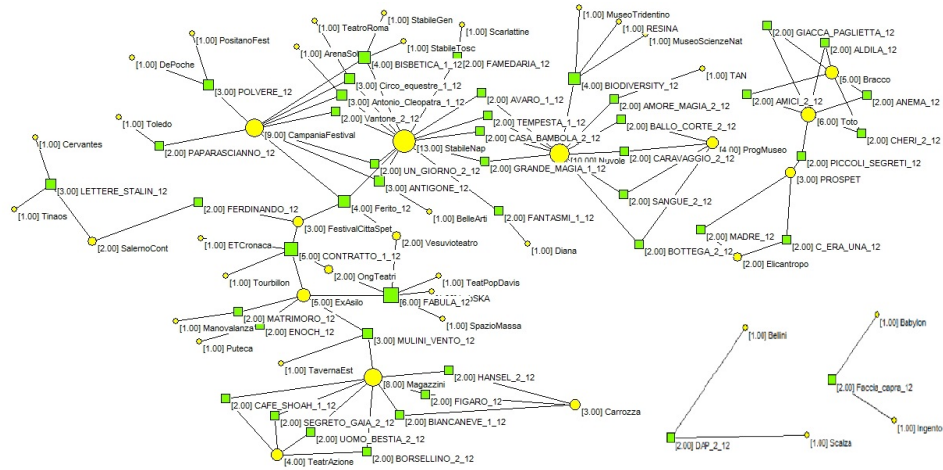 [1.00] MuseoTridentino
[1.00] StabileGen
[1.00] TeatroRoma
[1.00] Scarlattine
[1.00] RESINA
[1.00] PositanoFest
[2.00] GIACCA_PAGLIETTA_12
[1.00] MuseoScienzeNat
[1.00] StabileTosc
[2.00] ALDILA_12
[1.00] ArenaSol
[1.00] DePoche
[4.00] BISBETICA_1_12
[2.00] FAMEDARIA_12
[1.00] TAN
[5.00] Bracco
[3.00] POLVERE_12
[3.00] Circo_equestre_1_12
[4.00] BIODIVERSITY_12
[3.00] Antonio_Cleopatra_1_12
[2.00] AVARO_1_12
[2.00] AMORE_MAGIA_2_12
[2.00] AMICI_2_12
[2.00] ANEMA_12
[2.00] Vantone_2_12
[2.00] TEMPESTA_1_12
[6.00] Toto
[1.00] Toledo
[2.00] BALLO_CORTE_2_12
[9.00] CampaniaFestival
[2.00] CASA_BAMBOLA_2_12
[2.00] CHERI_2_12
[1.00] Cervantes
[13.00] StabileNap
[4.00] ProgMuseo
[2.00] PAPARASCIANNO_12
[10.00] Nuvole
[2.00] CARAVAGGIO_2_12
[2.00] GRANDE_MAGIA_1_12
[2.00] PICCOLI_SEGRETI_12
[2.00] UN_GIORNO_2_12
[3.00] PROSPET
[3.00] LETTERE_STALIN_12
[3.00] ANTIGONE_12
[2.00] SANGUE_2_12
[2.00] FERDINANDO_12
[4.00] Ferito_12
[1.00] Tinaos
[1.00] BelleArti
[2.00] FANTASMI_1_12
[3.00] FestivalCittaSpet
[2.00] MADRE_12
[2.00] SalernoCont
[1.00] ETCronaca
[2.00] Vesuvioteatro
[1.00] Diana
[2.00] BOTTEGA_2_12
[2.00] C_ERA_UNA_12
[5.00] CONTRATTO_1_12
[2.00] Elicantropo
[1.00] Tourbillon
[2.00] OngTeatri
[1.00] TeatPopDavis
[5.00] ExAsilo
[6.00] FABULA_12
[2.00] MATRIMORO_12
[1.00] SpazioMassa
[1.00] Manovalanza
[2.00] ENOCH_12
[1.00] Babylon
[1.00] Bellini
[1.00] Puteca
[3.00] MULINI_VENTO_12
[1.00] TavernaEst
[2.00] HANSEL_2_12
[8.00] Magazzini
[2.00] Faccia_capra_12
[2.00] FIGARO_12
[2.00] CAFE_SHOAH_1_12
[3.00] Carrozza
[2.00] SEGRETO_GAIA_2_12
[2.00] BIANCANEVE_1_12
[1.00] Ingento
[2.00] UOMO_BESTIA_2_12
[2.00] DAP_2_12
[1.00] Scalza
[4.00] TeatrAzione
[2.00] BORSELLINO_2_12